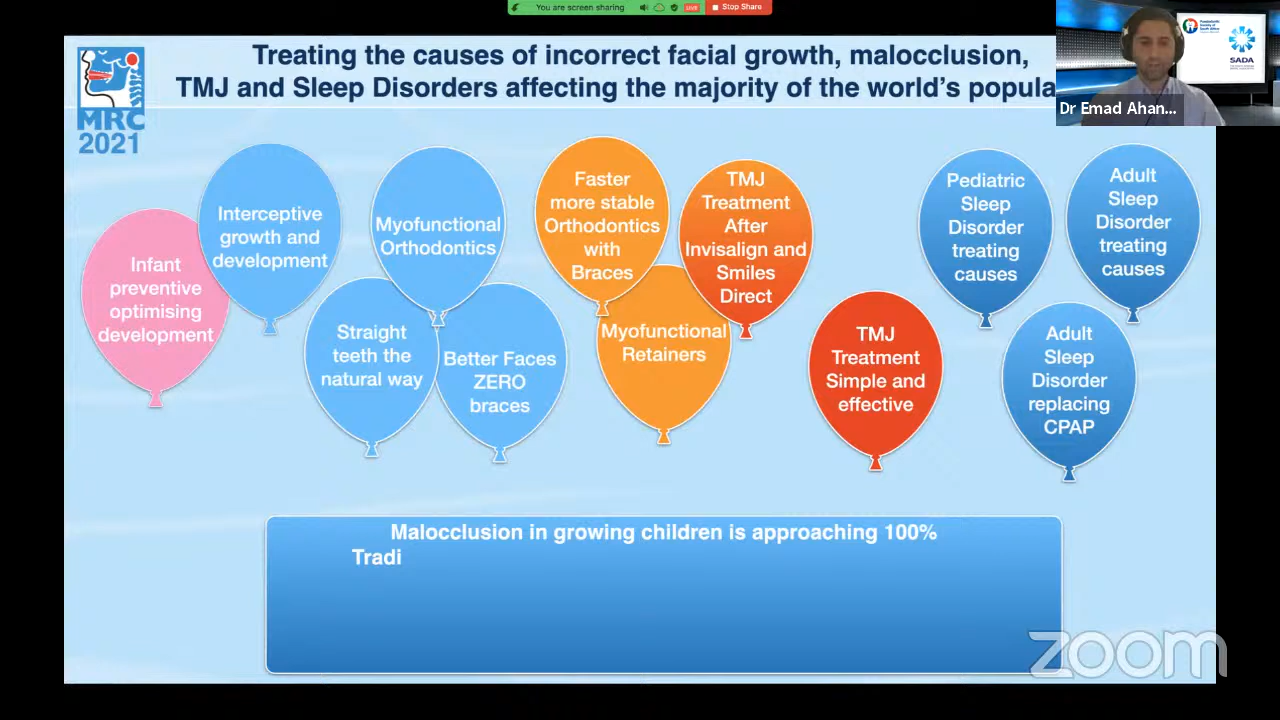 You are screen sharing
LIVE
Stop Share
SADA
Dr Emad Ahan...
MRC
2021
Treating the causes of incorrect facial growth, malocclusion,
TMJ and Sleep Disorders affecting the majority of the world's popula
Infant
preventive
optimising
development
Interceptive
growth and
development
Straight
teeth the
natural way
Myofunctional
Orthodontics
Better Faces
ZERO
braces
Faster
more stable
Orthodontics
with
Braces
Myofunctional
Retainers
TMJ
Treatment
After
Invisalign and
Smiles
Direct
TMJ
Treatment
Simple and
effective
Pediatric
Sleep
Disorder
treating
causes
Adult
Sleep
Disorder
replacing
CPAP
Adult
Sleep
Disorder
treating
causes
Malocclusion in growing children is approaching 100%
Tradi
zoom